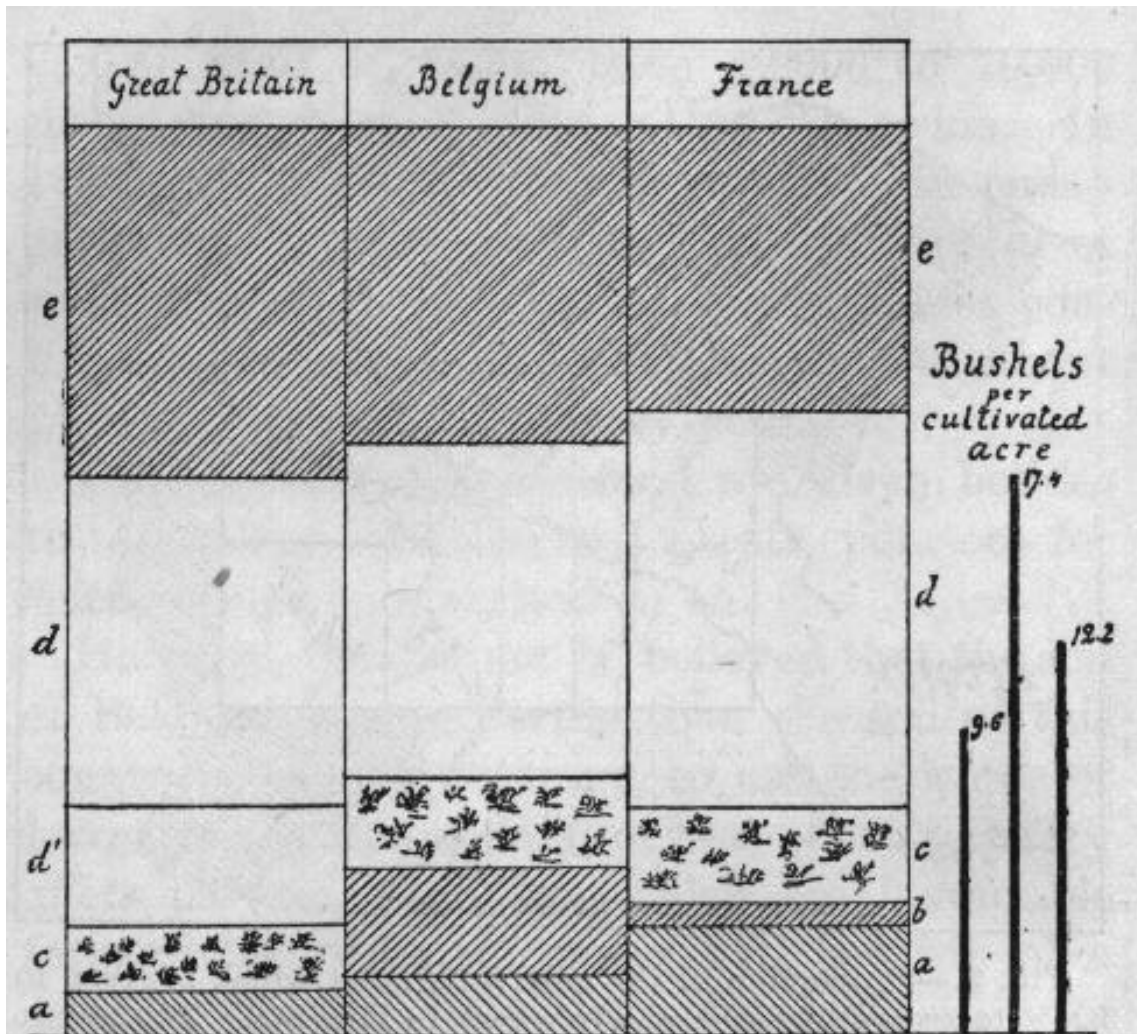 Great Britain
Belgium
France
e
e
Bushels
per
cultivated
acre
17.4
d
d
12.2
9.6
d'
c
b
c
a
a